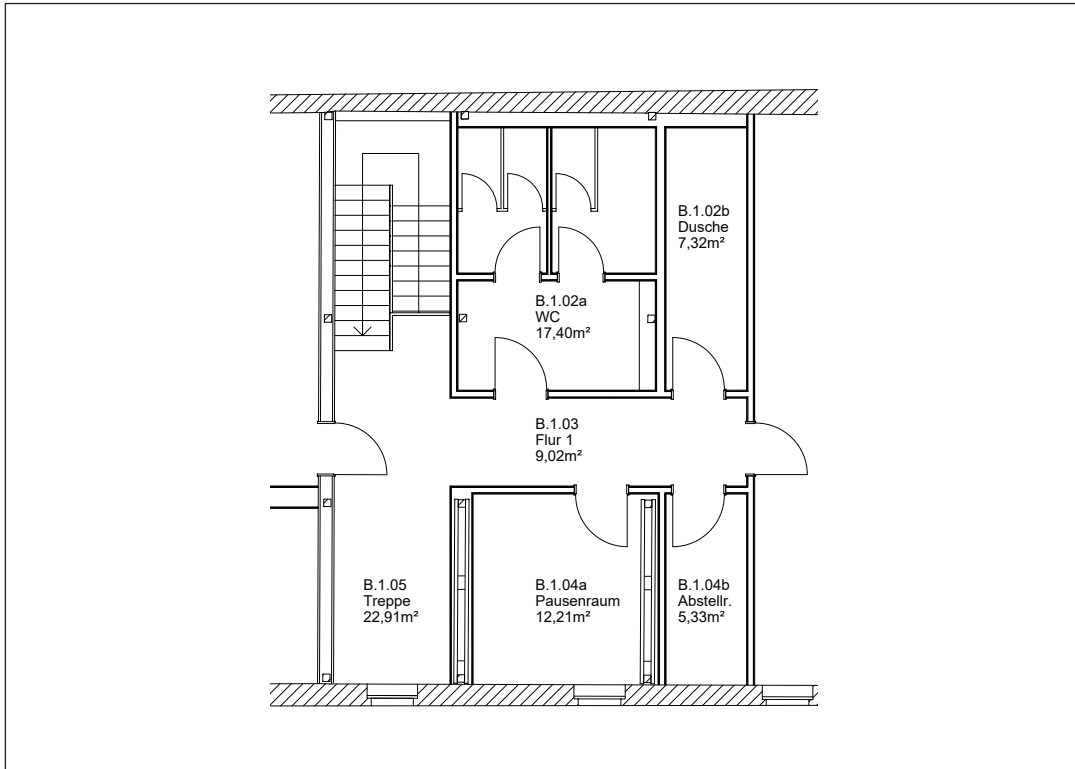 B.1.02b
Dusche
7,32m²
B.1.02a
WC
17,40m²
B.1.03
Flur 1
9,02m²
B.1.05
Treppe
22,91m²
B.1.04a
Pausenraum
12,21m²
B.1.04b
Abstellr.
5,33m²